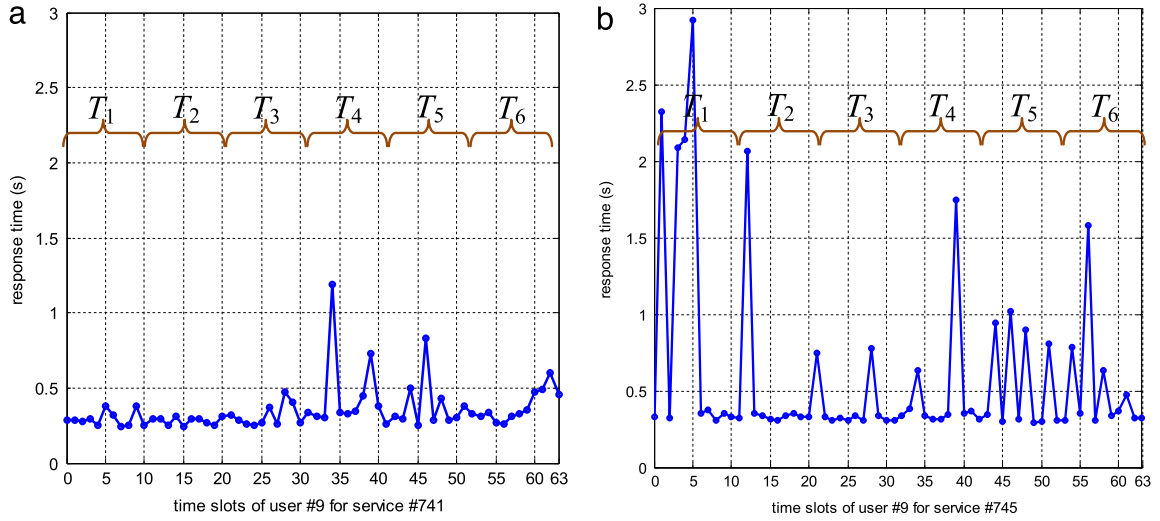 a
3
2.5
2
1.5
1
0.5
0
T1 T2 T3 T4 T5 T6
response time (s)
0 5 10 15 20 25 30 35 40 45 50 55 60 63
time slots of user #9 for service #741
b
3
2.5
2
1.5
1
0.5
0
T1 T2 T3 T4 T5 T6
response time (s)
0 5 10 15 20 25 30 35 40 45 50 55 60 63
time slots of user #9 for service #745